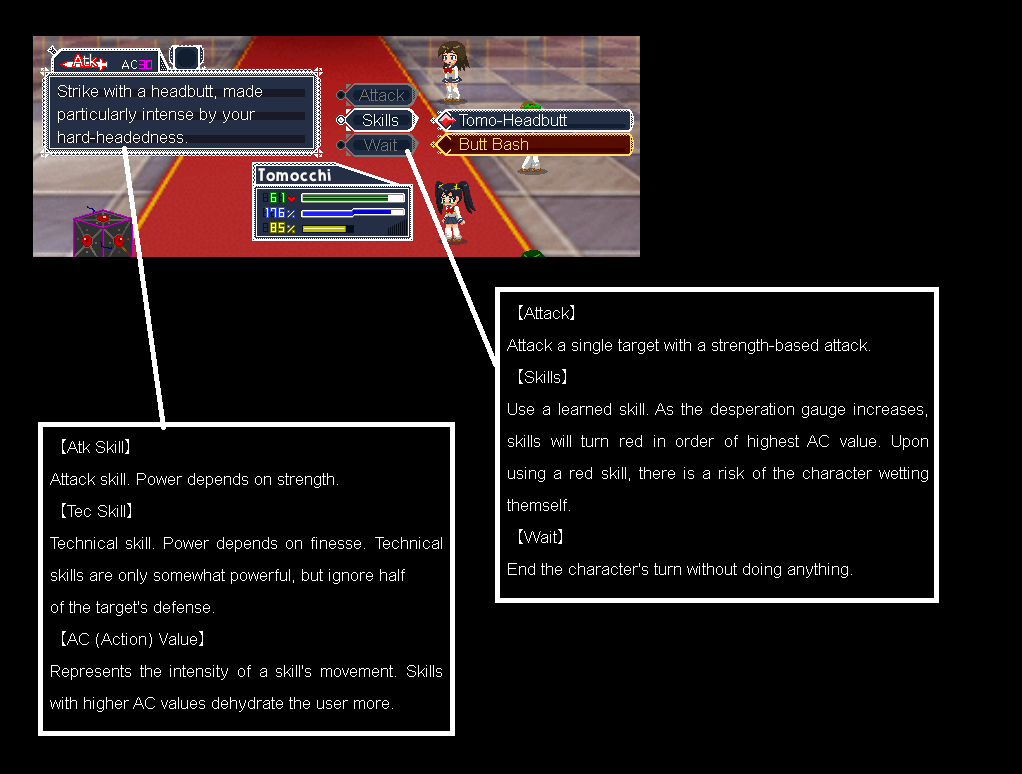 Atk AC30
Strike with a headbutt, made
particularly intense by your
hard-headedness.
Attack
Skills
Wait
Tomo-Headbutt
Butt Bash
Tomocchi
61
176%
85%
【Attack】
Attack a single target with a strength-based attack.
【Skills】
Use a learned skill. As the desperation gauge increases,
skills will turn red in order of highest AC value. Upon
using a red skill, there is a risk of the character wetting
themself.
【Wait】
End the character's turn without doing anything.
【Atk Skill】
Attack skill. Power depends on strength.
【Tec Skill】
Technical skill. Power depends on finesse. Technical
skills are only somewhat powerful, but ignore half
of the target's defense.
【AC (Action) Value】
Represents the intensity of a skill's movement. Skills
with higher AC values dehydrate the user more.